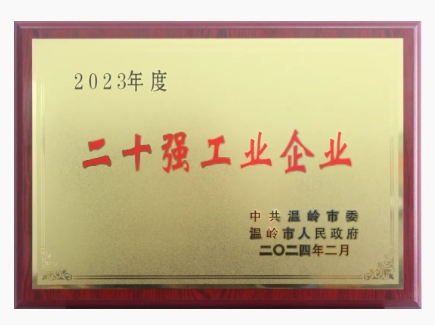 2023年度
二十强工业企业
中共温岭市委
温岭市人民政府
二〇二四年二月